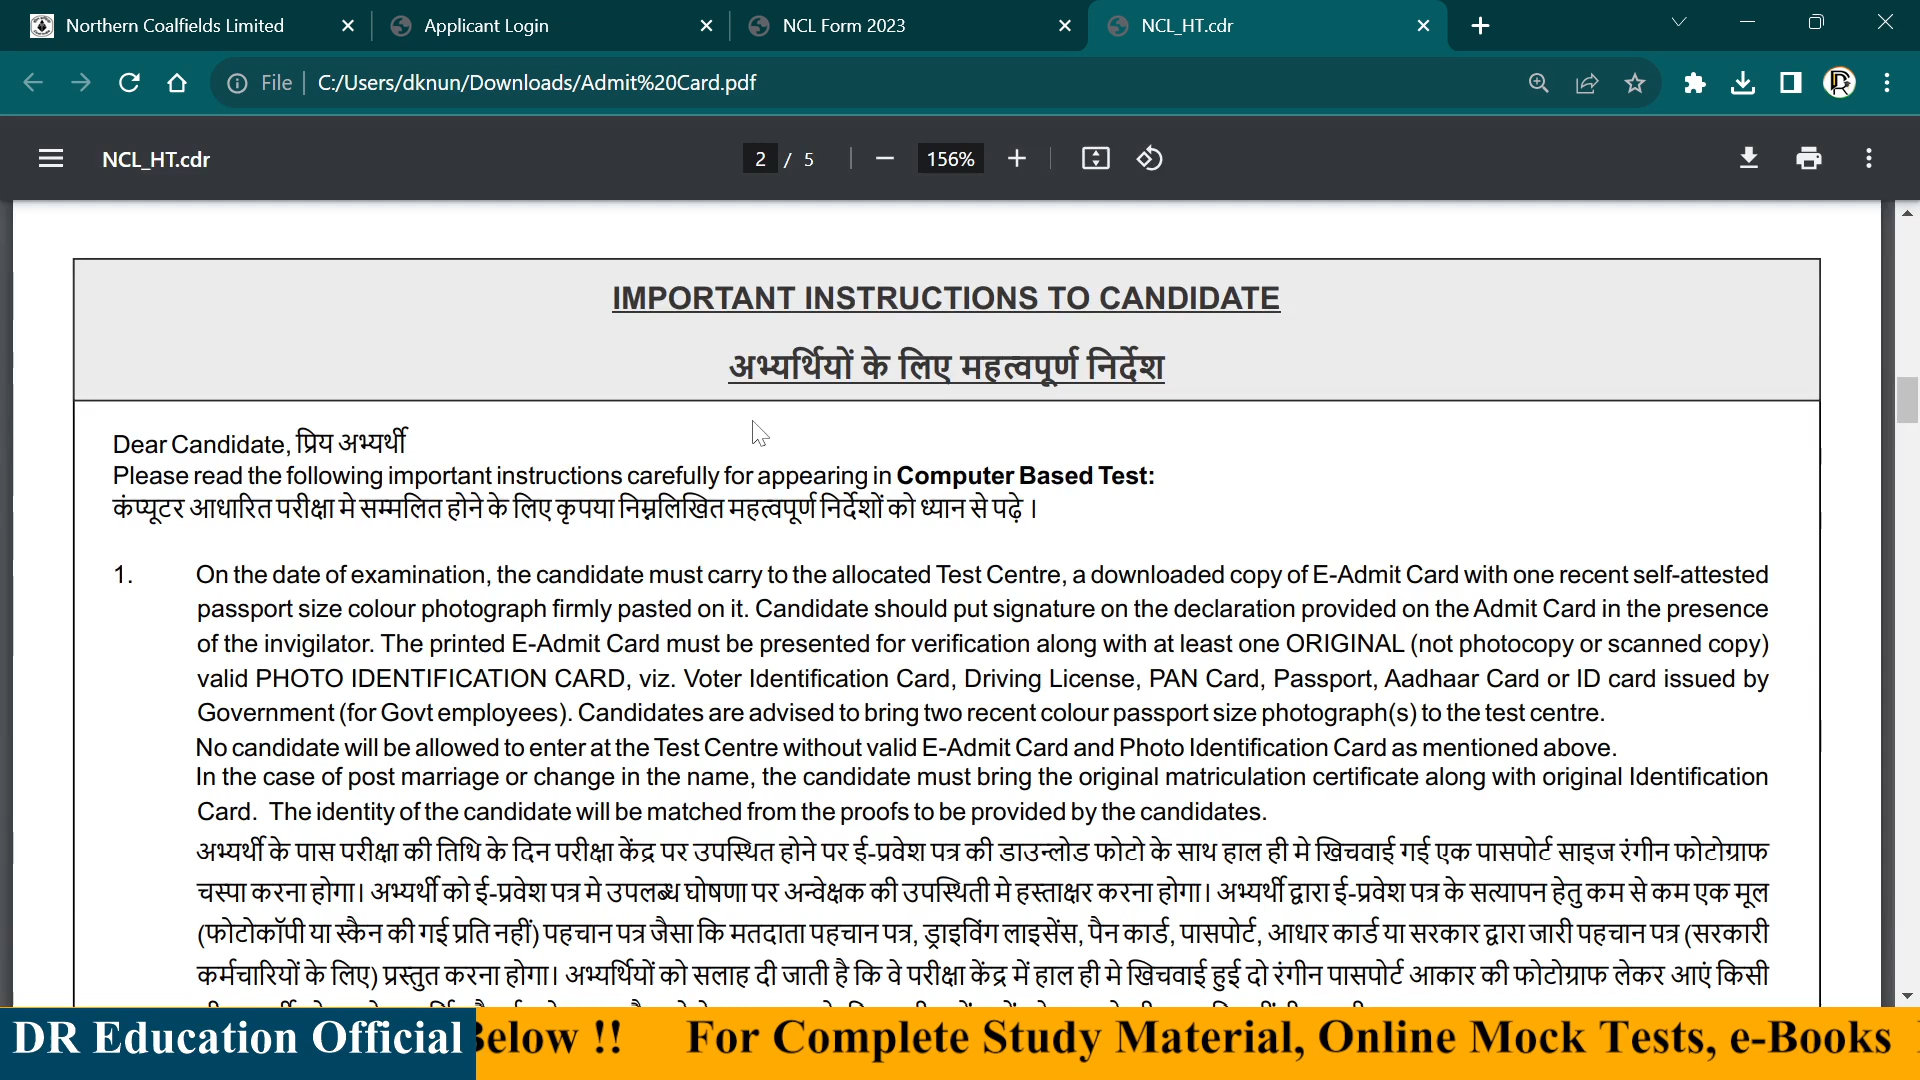 Northern Coalfields Limited
Applicant Login
NCL Form 2023
NCL_HT.cdr
File
C:/Users/dknun/Downloads/Admit%20Card.pdf
NCL_HT.cdr
2 / 5
156%
IMPORTANT INSTRUCTIONS TO CANDIDATE
अभ्यर्थियों के लिए महत्वपूर्ण निर्देश
Dear Candidate, प्रिय अभ्यर्थी
Please read the following important instructions carefully for appearing in Computer Based Test:
कंप्यूटर आधारित परीक्षा मे सम्मलित होने के लिए कृपया निम्नलिखित महत्वपूर्ण निर्देशों को ध्यान से पढ़े ।
1. On the date of examination, the candidate must carry to the allocated Test Centre, a downloaded copy of E-Admit Card with one recent self-attested
passport size colour photograph firmly pasted on it. Candidate should put signature on the declaration provided on the Admit Card in the presence
of the invigilator. The printed E-Admit Card must be presented for verification along with at least one ORIGINAL (not photocopy or scanned copy)
valid PHOTO IDENTIFICATION CARD, viz. Voter Identification Card, Driving License, PAN Card, Passport, Aadhaar Card or ID card issued by
Government (for Govt employees). Candidates are advised to bring two recent colour passport size photograph(s) to the test centre.
No candidate will be allowed to enter at the Test Centre without valid E-Admit Card and Photo Identification Card as mentioned above.
In the case of post marriage or change in the name, the candidate must bring the original matriculation certificate along with original Identification
Card. The identity of the candidate will be matched from the proofs to be provided by the candidates.
अभ्यर्थी के पास परीक्षा की तिथि के दिन परीक्षा केंद्र पर उपस्थित होने पर ई-प्रवेश पत्र की डाउन्लोड फोटो के साथ हाल ही मे खिचवाई गई एक पासपोर्ट साइज रंगीन फोटोग्राफ
चस्पा करना होगा। अभ्यर्थी को ई-प्रवेश पत्र मे उपलब्ध घोषणा पर अन्वेक्षक की उपस्थिती मे हस्ताक्षर करना होगा। अभ्यर्थी द्वारा ई-प्रवेश पत्र के सत्यापन हेतु कम से कम एक मूल
(फोटोकॉपी या स्कैन की गई प्रति नहीं) पहचान पत्र जैसा कि मतदाता पहचान पत्र, ड्राइविंग लाइसेंस, पैन कार्ड, पासपोर्ट, आधार कार्ड या सरकार द्वारा जारी पहचान पत्र (सरकारी
कर्मचारियों के लिए) प्रस्तुत करना होगा। अभ्यर्थियों को सलाह दी जाती है कि वे परीक्षा केंद्र में हाल ही मे खिचवाई हुई दो रंगीन पासपोर्ट आकार की फोटोग्राफ लेकर आएं किसी
DR Education Official
Below !! For Complete Study Material, Online Mock Tests, e-Books